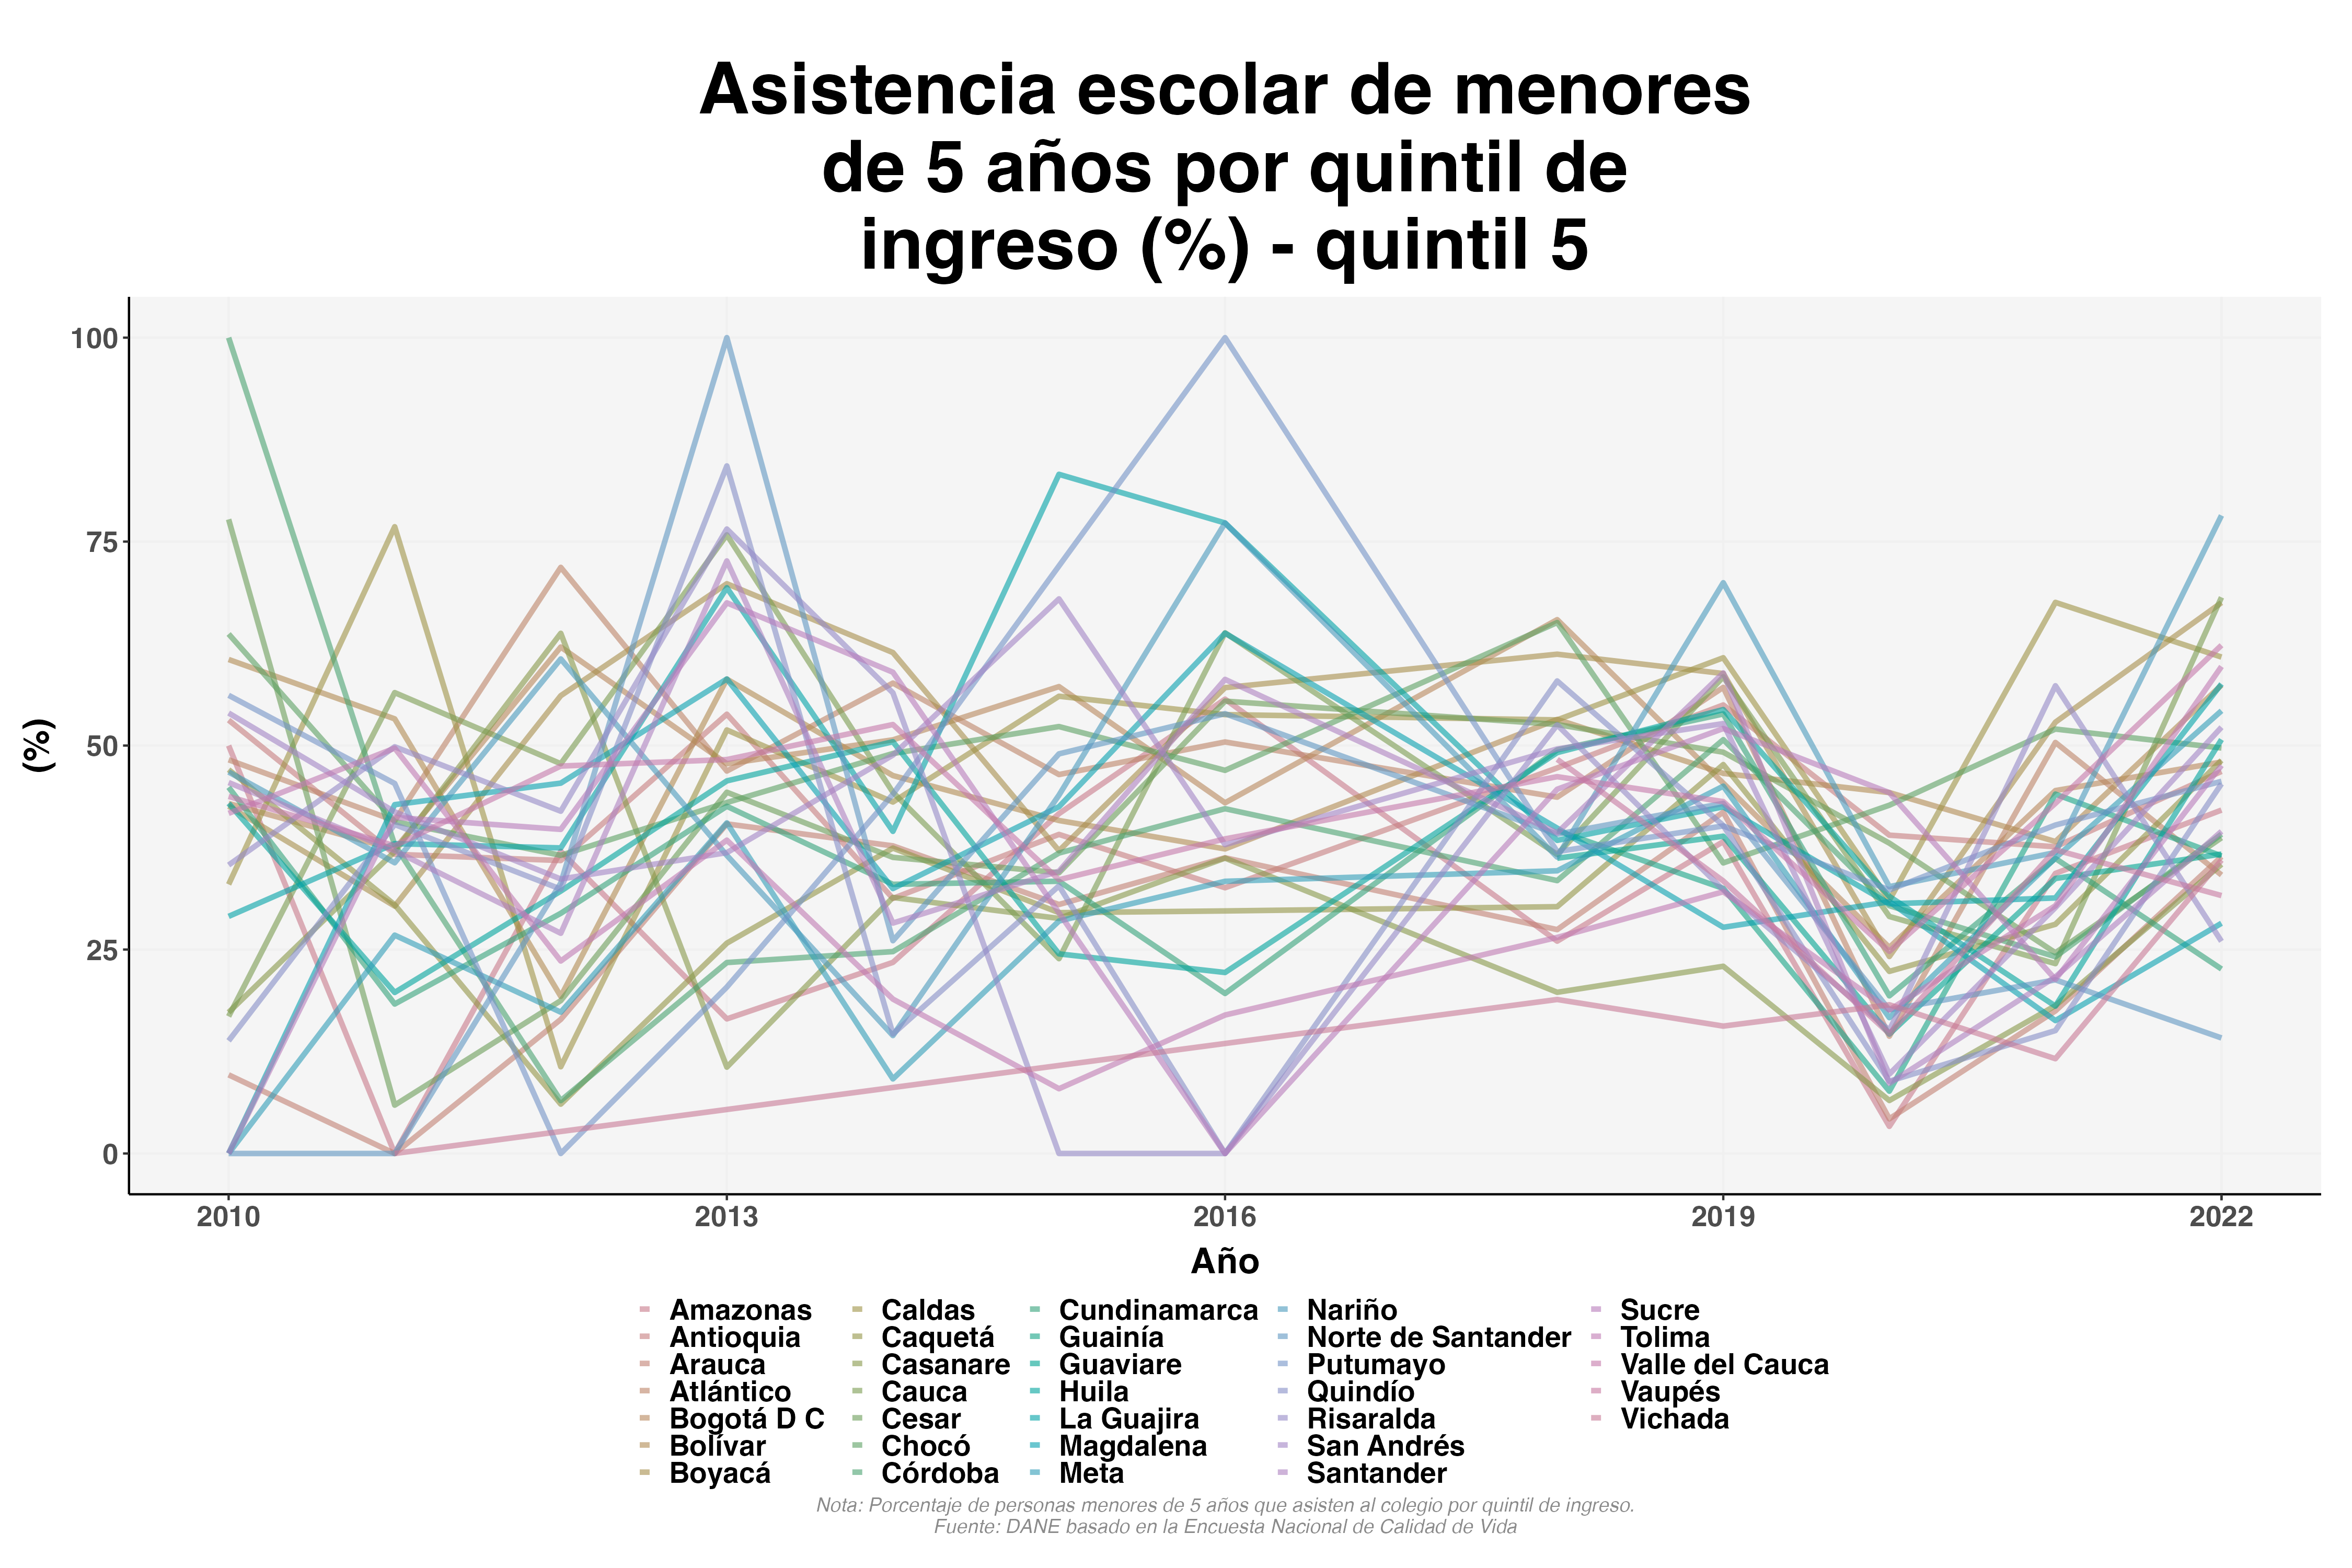 Asistencia escolar de menores
de 5 años por quintil de
ingreso (%) - quintil 5
(%)
100
75
50
25
0
2010 2013 2016 2019 2022
Año
Amazonas Caldas Cundinamarca Nariño Sucre
Antioquia Caquetá Guainía Norte de Santander Tolima
Arauca Casanare Guaviare Putumayo Valle del Cauca
Atlántico Cauca Huila Quindío Vaupés
Bogotá D C Cesar La Guajira Risaralda Vichada
Bolívar Chocó Magdalena San Andrés
Boyacá Córdoba Meta Santander
Nota: Porcentaje de personas menores de 5 años que asisten al colegio por quintil de ingreso.
Fuente: DANE basado en la Encuesta Nacional de Calidad de Vida